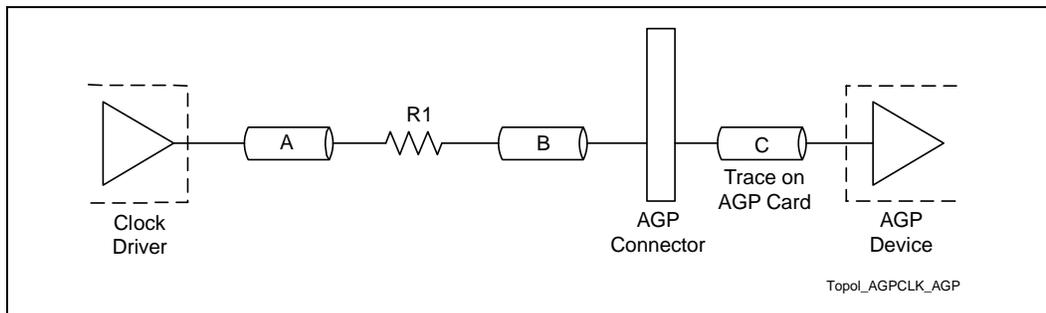 R1
A
B
C
Trace on
AGP Card
Clock
Driver
AGP
Connector
AGP
Device
Topol_AGPCLK_AGP